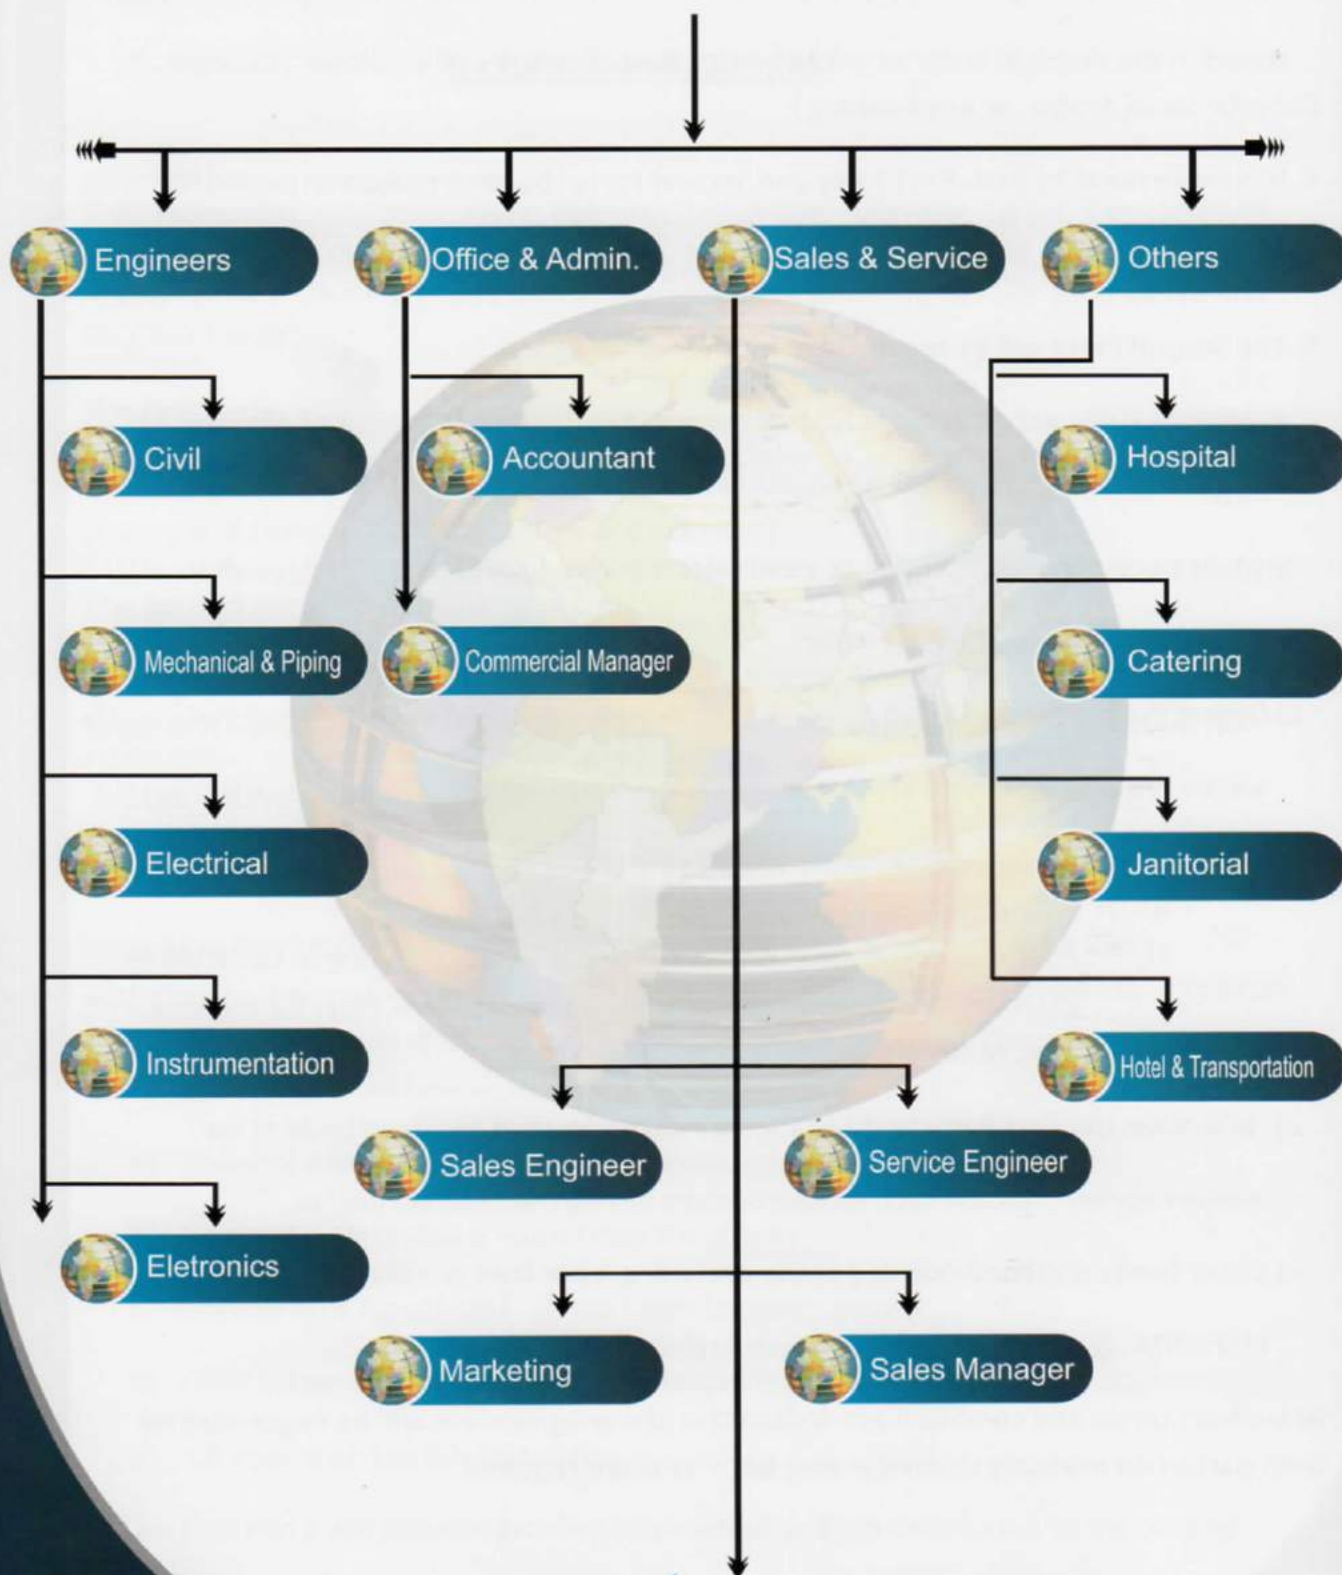 Engineers
Office & Admin.
Sales & Service
Others
Civil
Accountant
Hospital
Mechanical & Piping
Commercial Manager
Catering
Electrical
Janitorial
Instrumentation
Hotel & Transportation
Sales Engineer
Service Engineer
Eletronics
Marketing
Sales Manager